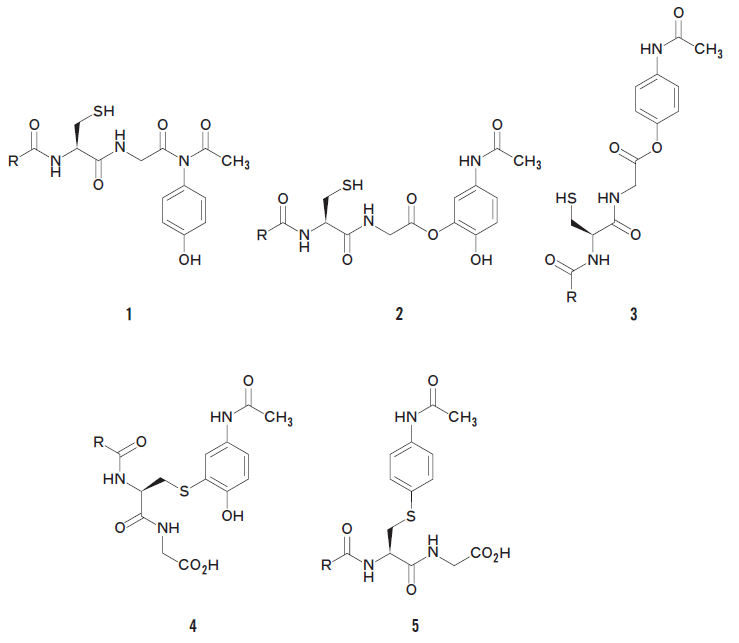 SH
O H O O
R N N N CH3
H O
OH
1
O
HN CH3
SH
O H O
R N N O
H O OH
2
O
HN CH3
O
O
HS HN
O
O NH
R
3
O
HN CH3
R O
HN S
OH
O NH
CO2H
4
O
HN CH3
S
O H
R N N CO2H
H O
5